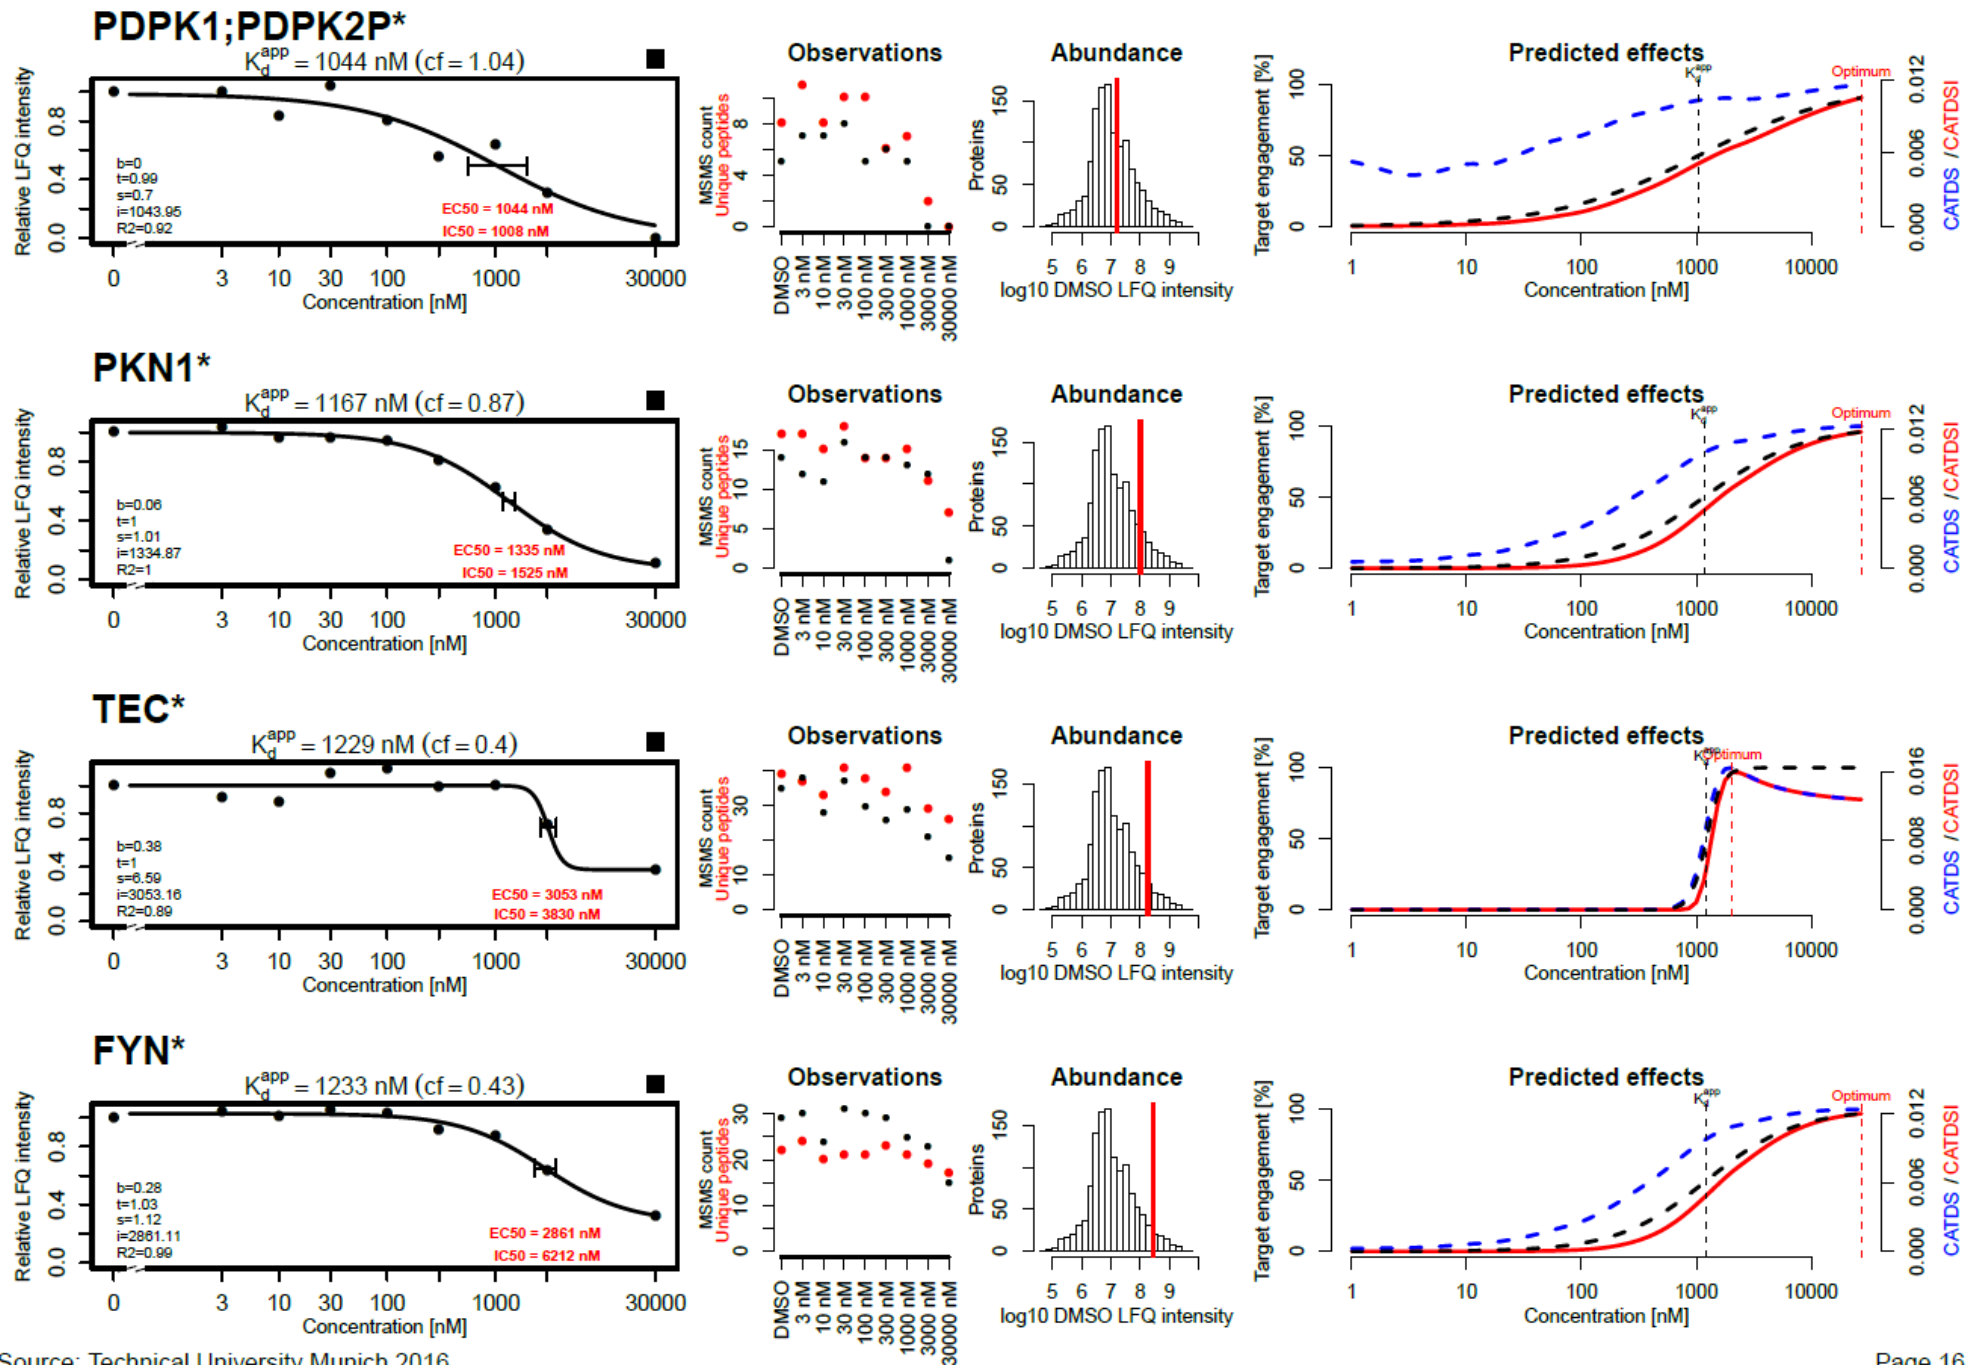 PDPK1;PDPK2P*
Kdapp = 1044 nM (cf = 1.04)
Relative LFQ intensity
0.0 0.4 0.8
b=0
t=0.99
s=0.7
i=1043.95
R2=0.92
EC50 = 1044 nM
IC50 = 1008 nM
0 3 10 30 100 1000 30000
Concentration [nM]
Observations
MSMS count
Unique peptides
0 4 8
DMSO
3 nM
10 nM
30 nM
100 nM
300 nM
1000 nM
3000 nM
30000 nM
Abundance
Proteins
0 50 150
5 6 7 8 9
log10 DMSO LFQ intensity
Predicted effects
Kdapp
Optimum
Target engagement [%]
0 50 100
1 10 100 1000 10000
Concentration [nM]
0.000 0.006 0.012
CATDS / CATDSI
PKN1*
Kdapp = 1167 nM (cf = 0.87)
Relative LFQ intensity
0.0 0.4 0.8
b=0.06
t=1
s=1.01
i=1334.87
R2=1
EC50 = 1335 nM
IC50 = 1525 nM
0 3 10 30 100 1000 30000
Concentration [nM]
Observations
MSMS count
Unique peptides
0 5 10 15
DMSO
3 nM
10 nM
30 nM
100 nM
300 nM
1000 nM
3000 nM
30000 nM
Abundance
Proteins
0 50 150
5 6 7 8 9
log10 DMSO LFQ intensity
Predicted effects
Kdapp
Optimum
Target engagement [%]
0 50 100
1 10 100 1000 10000
Concentration [nM]
0.000 0.006 0.012
CATDS / CATDSI
TEC*
Kdapp = 1229 nM (cf = 0.4)
Relative LFQ intensity
0.0 0.4 0.8
b=0.38
t=1
s=6.59
i=3053.16
R2=0.89
EC50 = 3053 nM
IC50 = 3830 nM
0 3 10 30 100 1000 30000
Concentration [nM]
Observations
MSMS count
Unique peptides
0 10 30
DMSO
3 nM
10 nM
30 nM
100 nM
300 nM
1000 nM
3000 nM
30000 nM
Abundance
Proteins
0 50 150
5 6 7 8 9
log10 DMSO LFQ intensity
Predicted effects
Kdapp
Optimum
Target engagement [%]
0 50 100
1 10 100 1000 10000
Concentration [nM]
0.000 0.008 0.016
CATDS / CATDSI
FYN*
Kdapp = 1233 nM (cf = 0.43)
Relative LFQ intensity
0.0 0.4 0.8
b=0.28
t=1.03
s=1.12
i=2861.11
R2=0.99
EC50 = 2861 nM
IC50 = 6212 nM
0 3 10 30 100 1000 30000
Concentration [nM]
Observations
MSMS count
Unique peptides
0 10 20 30
DMSO
3 nM
10 nM
30 nM
100 nM
300 nM
1000 nM
3000 nM
30000 nM
Abundance
Proteins
0 50 150
5 6 7 8 9
log10 DMSO LFQ intensity
Predicted effects
Kdapp
Optimum
Target engagement [%]
0 50 100
1 10 100 1000 10000
Concentration [nM]
0.000 0.006 0.012
CATDS / CATDSI
Source: Technical University Munich 2016
Page 16